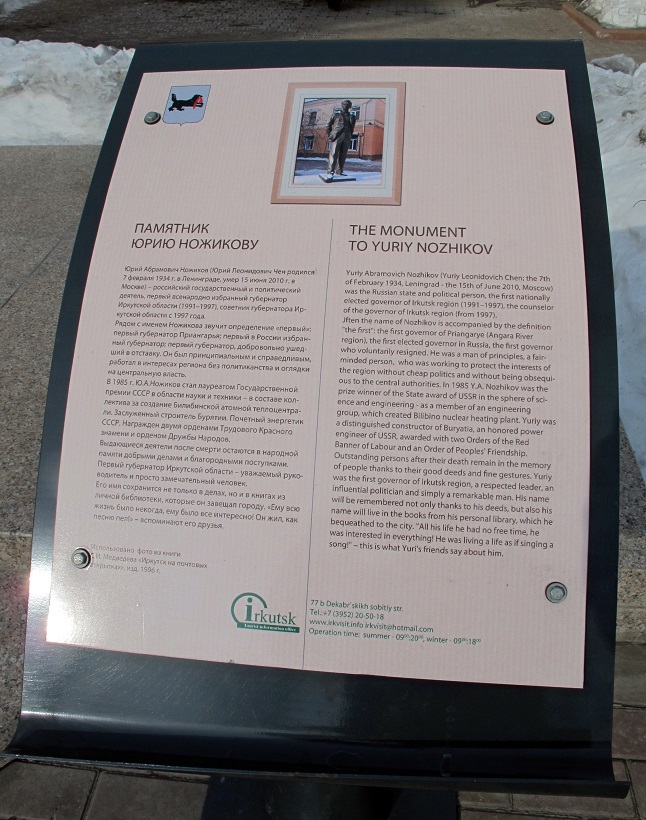 ПАМЯТНИК
ЮРИЮ НОЖИКОВУ
Юрий Абрамович Ножиков (Юрий Леонидович Чен родился
7 февраля 1934 г. в Ленинграде, умер 15 июня 2010 г. в
Москве) – российский государственный и политический
деятель, первый всенародно избранный губернатор
Иркутской области (1991–1997), советник губернатора Ир-
кутской области с 1997 года.
Рядом с именем Ножикова звучит определение «первый»:
первый губернатор Приангарья; первый в России избран-
ный губернатор; первый губернатор, добровольно ушед-
ший в отставку. Он был принципиальным и справедливым,
работал в интересах региона без политиканства и оглядки
на центральную власть.
В 1985 г. Ю.А.Ножиков стал лауреатом Государственной
премии СССР в области науки и техники – в составе кол-
лектива за создание Билибинской атомной теплоцентра-
ли. Заслуженный строитель Бурятии. Почетный энергетик
СССР. Награжден двумя орденами Трудового Красного
знамени и орденом Дружбы Народов.
Выдающиеся деятели после смерти остаются в народной
памяти добрыми делами и благородными поступками.
Первый губернатор Иркутской области – уважаемый руко-
водитель и просто замечательный человек.
Его имя сохранится не только в делах, но и в книгах из
личной библиотеки, которые он завещал городу. «Ему всю
жизнь было некогда, ему было все интересно! Он жил, как
песню пел!» – вспоминают его друзья.
Использовано фото из книги
Медведева «Иркутск на почтовых
открытках», изд. 1996 г.
THE MONUMENT
TO YURIY NOZHIKOV
Yuriy Abramovich Nozhikov (Yuriy Leonidovich Chen; the 7th
of February 1934, Leningrad - the 15th of June 2010, Moscow)
was the Russian state and political person, the first nationally
elected governor of Irkutsk region (1991–1997), the counselor
of the governor of Irkutsk region (from 1997).
Often the name of Nozhikov is accompanied by the definition
"the first": the first governor of Priangarye (Angara River
region), the first elected governor in Russia, the first governor
who voluntarily resigned. He was a man of principles, a fair-
minded person, who was working to protect the interests of
the region without cheap politics and without being obsequi-
ous to the central authorities. In 1985 Y.A. Nozhikov was the
prize winner of the State award of USSR in the sphere of sci-
ence and engineering - as a member of an engineering
group, which created Bilibino nuclear heating plant. Yuriy was
a distinguished constructor of Buryatia, an honored power
engineer of USSR, awarded with two Orders of the Red
Banner of Labour and an Order of Peoples' Friendship.
Outstanding persons after their death remain in the memory
of people thanks to their good deeds and fine gestures. Yuriy
was the first governor of Irkutsk region, a respected leader, an
influential politician and simply a remarkable man. His name
will be remembered not only thanks to his deeds, but also his
name will live in the books from his personal library, which he
bequeathed to the city. "All his life he had no free time, he
was interested in everything! He was living a life as if singing a
song!" – this is what Yuri's friends say about him.
irkutsk
Tourist information office
77 b Dekabr'skikh sobitiy str.
Tel.:+7 (3952) 20-50-18
www.irkvisit.info irkvisit@hotmail.com
Operation time: summer - 09⁰⁰:20⁰⁰, winter - 09⁰⁰:18⁰⁰